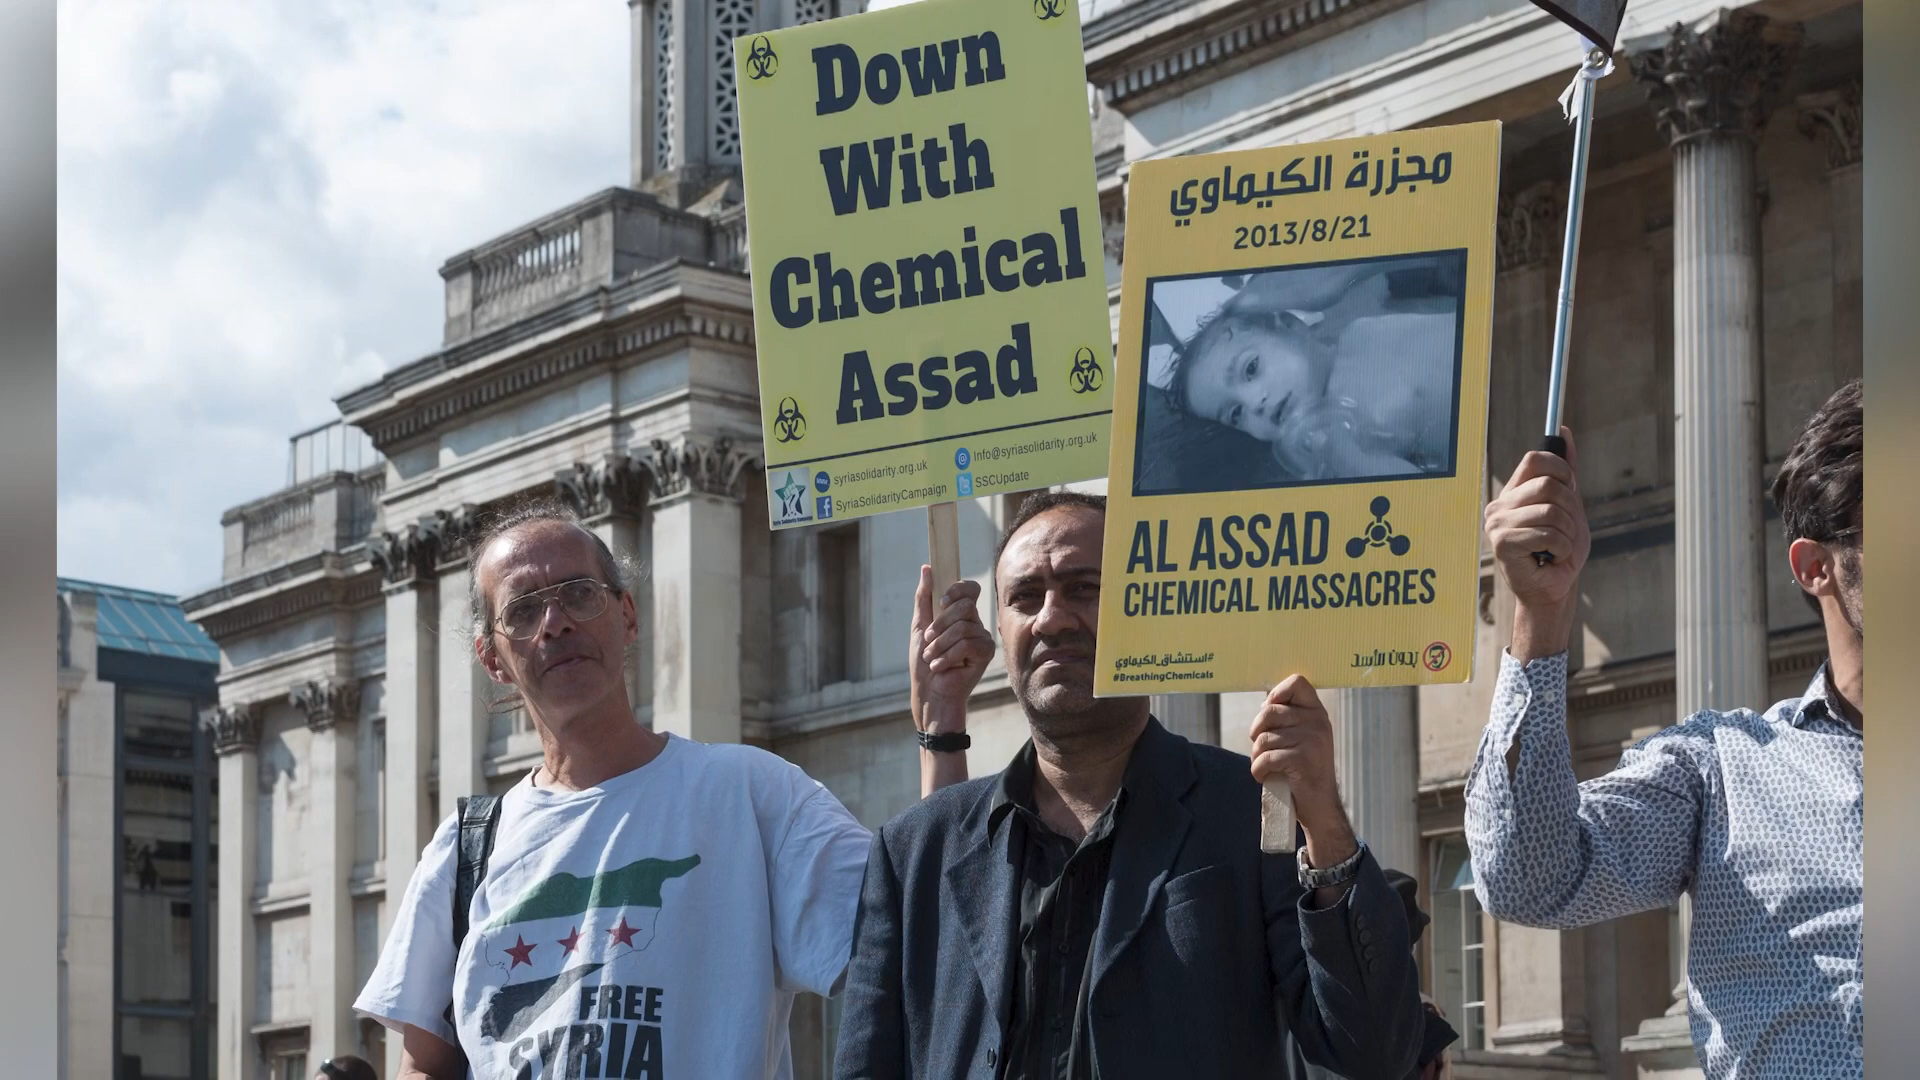 Down
With
Chemical
Assad
syriasolidarity.org.uk
Info@syriasolidarity.org.uk
SyriaSolidarityCampaign
SSCUpdate
مجزرة الكيماوي
2013/8/21
AL ASSAD
CHEMICAL MASSACRES
#استنشاق_الكيماوي
#BreathingChemicals
بدون الأسد
FREE
SYRIA